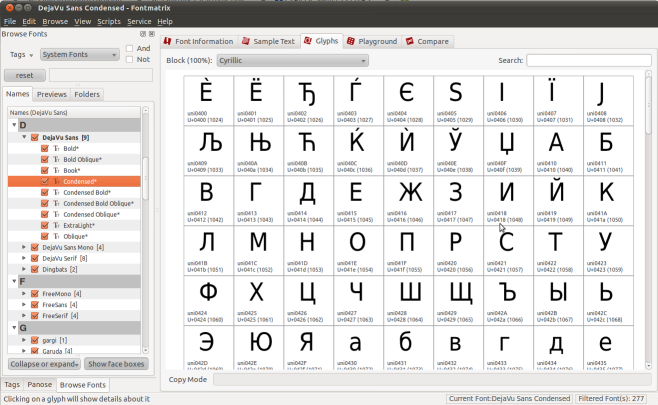 DejaVu Sans Condensed - Fontmatrix
File Edit Browse View Scripts Service Help
Browse Fonts
Tags System Fonts And Not
reset
Names Previews Folders
Names (DejaVu Sans)
D
DejaVu Sans [9]
Bold*
Bold Oblique*
Book*
Condensed*
Condensed Bold*
Condensed Bold Oblique*
Condensed Oblique*
ExtraLight*
Oblique*
DejaVu Sans Mono [4]
DejaVu Serif [8]
Dingbats [2]
F
FreeMono [4]
FreeSans [4]
FreeSerif [4]
G
gargi [1]
Garuda [4]
Collapse or expand Show face boxes
Tags Panose Browse Fonts
Font Information Sample Text Glyphs Playground Compare
Block (100%): Cyrillic Search:
Ѐ Ё Ђ Ѓ Є Ѕ І Ї Ј
uni0400 uni0401 uni0402 uni0403 uni0404 uni0405 uni0406 uni0407 uni0408
U+0400 (1024) U+0401 (1025) U+0402 (1026) U+0403 (1027) U+0404 (1028) U+0405 (1029) U+0406 (1030) U+0407 (1031) U+0408 (1032)
Љ Њ Ћ Ќ Ѝ Ў Џ А Б
uni0409 uni040A uni040B uni040C uni040D uni040E uni040F uni0410 uni0411
U+0409 (1033) U+040a (1034) U+040b (1035) U+040c (1036) U+040d (1037) U+040e (1038) U+040f (1039) U+0410 (1040) U+0411 (1041)
В Г Д Е Ж З И Й К
uni0412 uni0413 uni0414 uni0415 uni0416 uni0417 uni0418 uni0419 uni041A
U+0412 (1042) U+0413 (1043) U+0414 (1044) U+0415 (1045) U+0416 (1046) U+0417 (1047) U+0418 (1048) U+0419 (1049) U+041a (1050)
Л М Н О П Р С Т У
uni041B uni041C uni041D uni041E uni041F uni0420 uni0421 uni0422 uni0423
U+041b (1051) U+041c (1052) U+041d (1053) U+041e (1054) U+041f (1055) U+0420 (1056) U+0421 (1057) U+0422 (1058) U+0423 (1059)
Ф Х Ц Ч Ш Щ Ъ Ы Ь
uni0424 uni0425 uni0426 uni0427 uni0428 uni0429 uni042A uni042B uni042C
U+0424 (1060) U+0425 (1061) U+0426 (1062) U+0427 (1063) U+0428 (1064) U+0429 (1065) U+042a (1066) U+042b (1067) U+042c (1068)
Э Ю Я а б в г д е
uni042D uni042E uni042F uni0430 uni0431 uni0432 uni0433 uni0434 uni0435
Copy Mode
Clicking on a glyph will show details about it Current Font:DejaVu Sans Condensed Filtered Font(s): 277